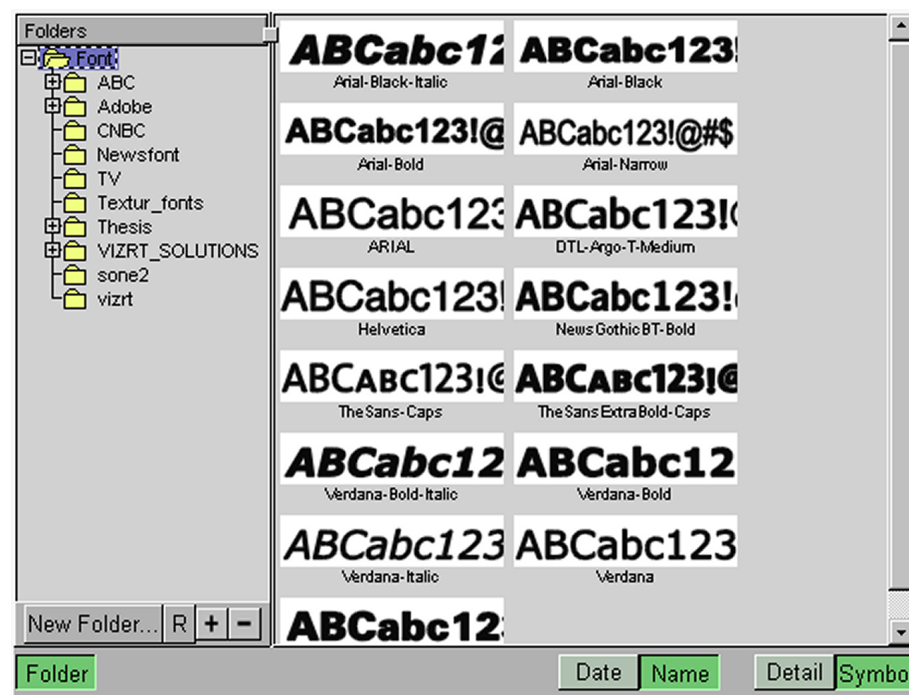 Folders
Font
ABC
Adobe
CNBC
Newsfont
TV
Textur_fonts
Thesis
VIZRT_SOLUTIONS
sone2
vizrt
New Folder... R + -
ABCabc12 ABCabc123!
Arial-Black-Italic Arial-Black
ABCabc123!@ ABCabc123!@#$
Arial-Bold Arial-Narrow
ABCabc123 ABCabc123!(
ARIAL DTL-Argo-T-Medium
ABCabc123! ABCabc123!
Helvetica News Gothic BT-Bold
ABCABC123!@ ABCABC123!@
TheSans-Caps TheSansExtraBold-Caps
ABCabc12 ABCabc12
Verdana-Bold-Italic Verdana-Bold
ABCabc123 ABCabc123
Verdana-Italic Verdana
ABCabc12
Folder Date Name Detail Symbo